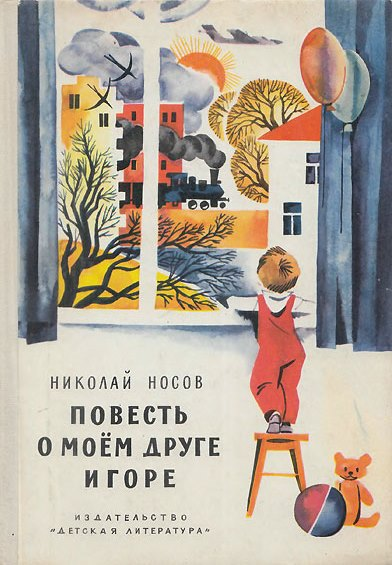 НИКОЛАЙ НОСОВ
ПОВЕСТЬ
О МОЁМ ДРУГЕ
ИГОРЕ
ИЗДАТЕЛЬСТВО
"ДЕТСКАЯ ЛИТЕРАТУРА"